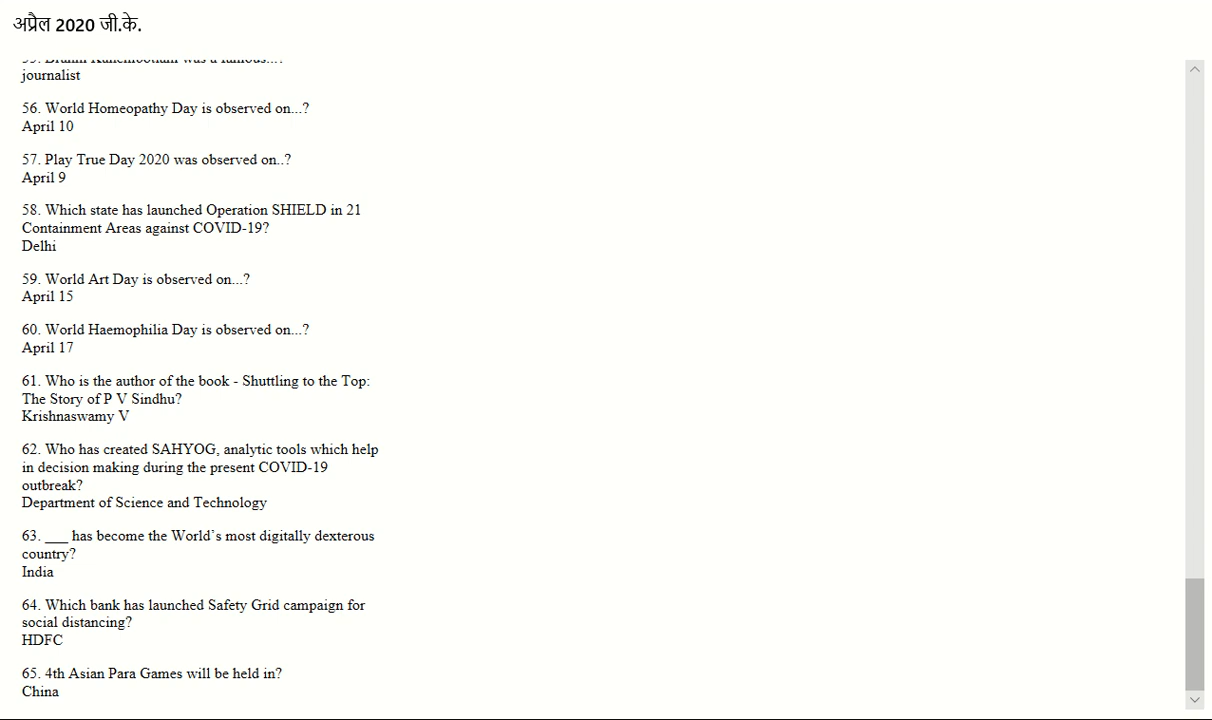 अप्रैल 2020 जी.के.
journalist
56. World Homeopathy Day is observed on...?
April 10
57. Play True Day 2020 was observed on..?
April 9
58. Which state has launched Operation SHIELD in 21
Containment Areas against COVID-19?
Delhi
59. World Art Day is observed on...?
April 15
60. World Haemophilia Day is observed on...?
April 17
61. Who is the author of the book - Shuttling to the Top:
The Story of P V Sindhu?
Krishnaswamy V
62. Who has created SAHYOG, analytic tools which help
in decision making during the present COVID-19
outbreak?
Department of Science and Technology
63. ___ has become the World’s most digitally dexterous
country?
India
64. Which bank has launched Safety Grid campaign for
social distancing?
HDFC
65. 4th Asian Para Games will be held in?
China